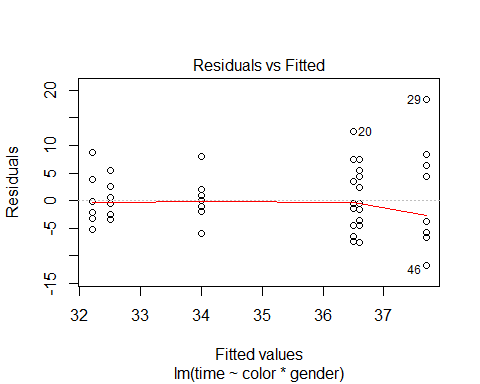 Residuals vs Fitted
Residuals
20
10
5
0
-5
-15
29
20
46
32 33 34 35 36 37
Fitted values
lm(time ~ color * gender)